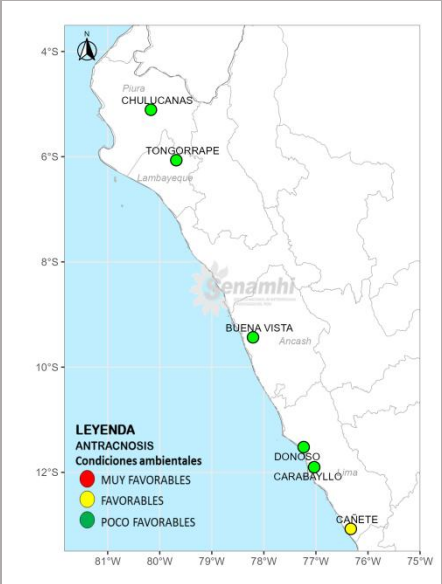 N
4°S
Piura
CHULUCANAS
TONGORRAPE
6°S
Lambayeque
8°S
Senamhi
BUENA VISTA
Ancash
10°S
LEYENDA
ANTRACNOSIS
Condiciones ambientales
MUY FAVORABLES
FAVORABLES
POCO FAVORABLES
DONOSO
12°S
Lima
CARABAYLLO
CAÑETE
81°W
80°W
79°W
78°W
77°W
76°W
75°W